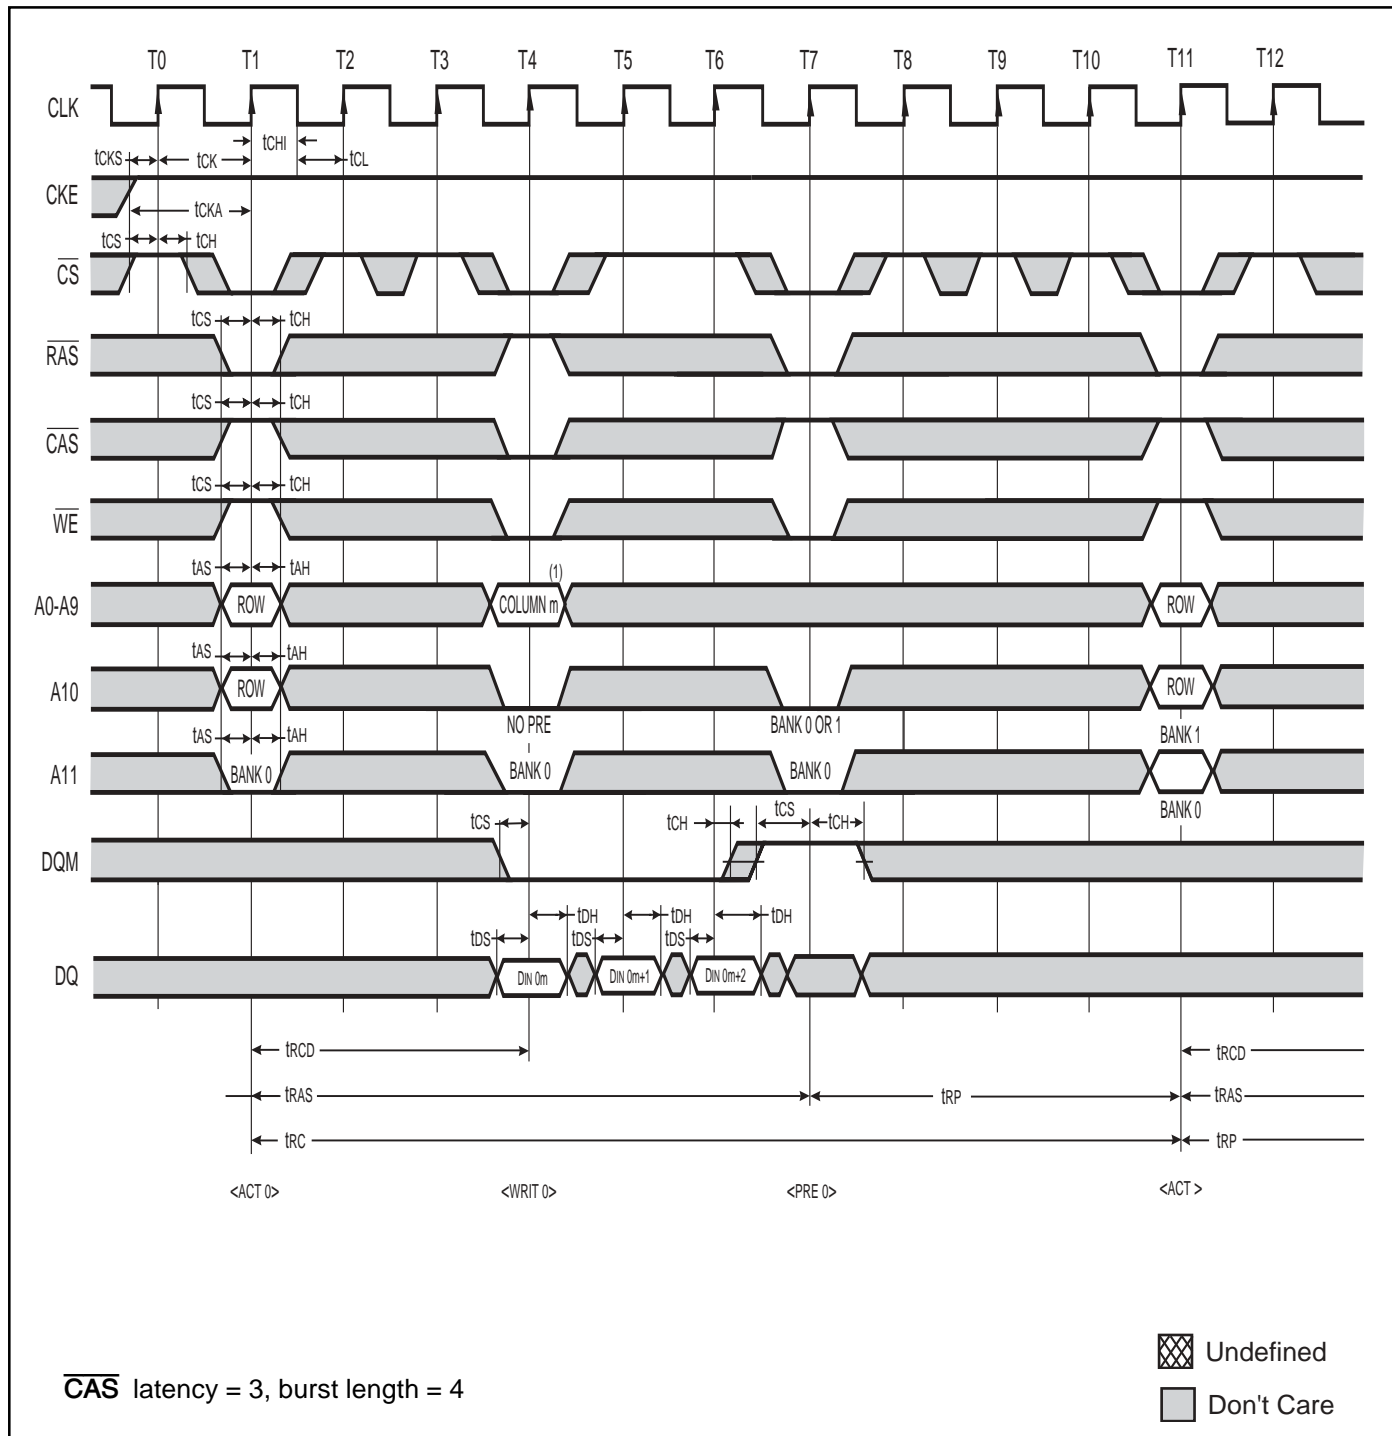 T0 T1 T2 T3 T4 T5 T6 T7 T8 T9 T10 T11 T12
CLK
tCHI
tCKS tCK tCL
CKE
tCKA
tCS tCH
CS
tCS tCH
RAS
tCS tCH
CAS
tCS tCH
WE
tAS tAH (1)
A0-A9 ROW COLUMN m ROW
tAS tAH
A10 ROW ROW
NO PRE BANK 0 OR 1 BANK 1
tAS tAH
A11 BANK 0 BANK 0 BANK 0
BANK 0
tCS tCH tCS tCH
DQM
tDH tDH tDH
tDS tDS tDS
DQ DIN 0m DIN 0m+1 DIN 0m+2
tRCD tRCD
tRAS tRP tRAS
tRC tRP
<ACT 0> <WRIT 0> <PRE 0> <ACT >
Undefined
CAS latency = 3, burst length = 4
Don't Care